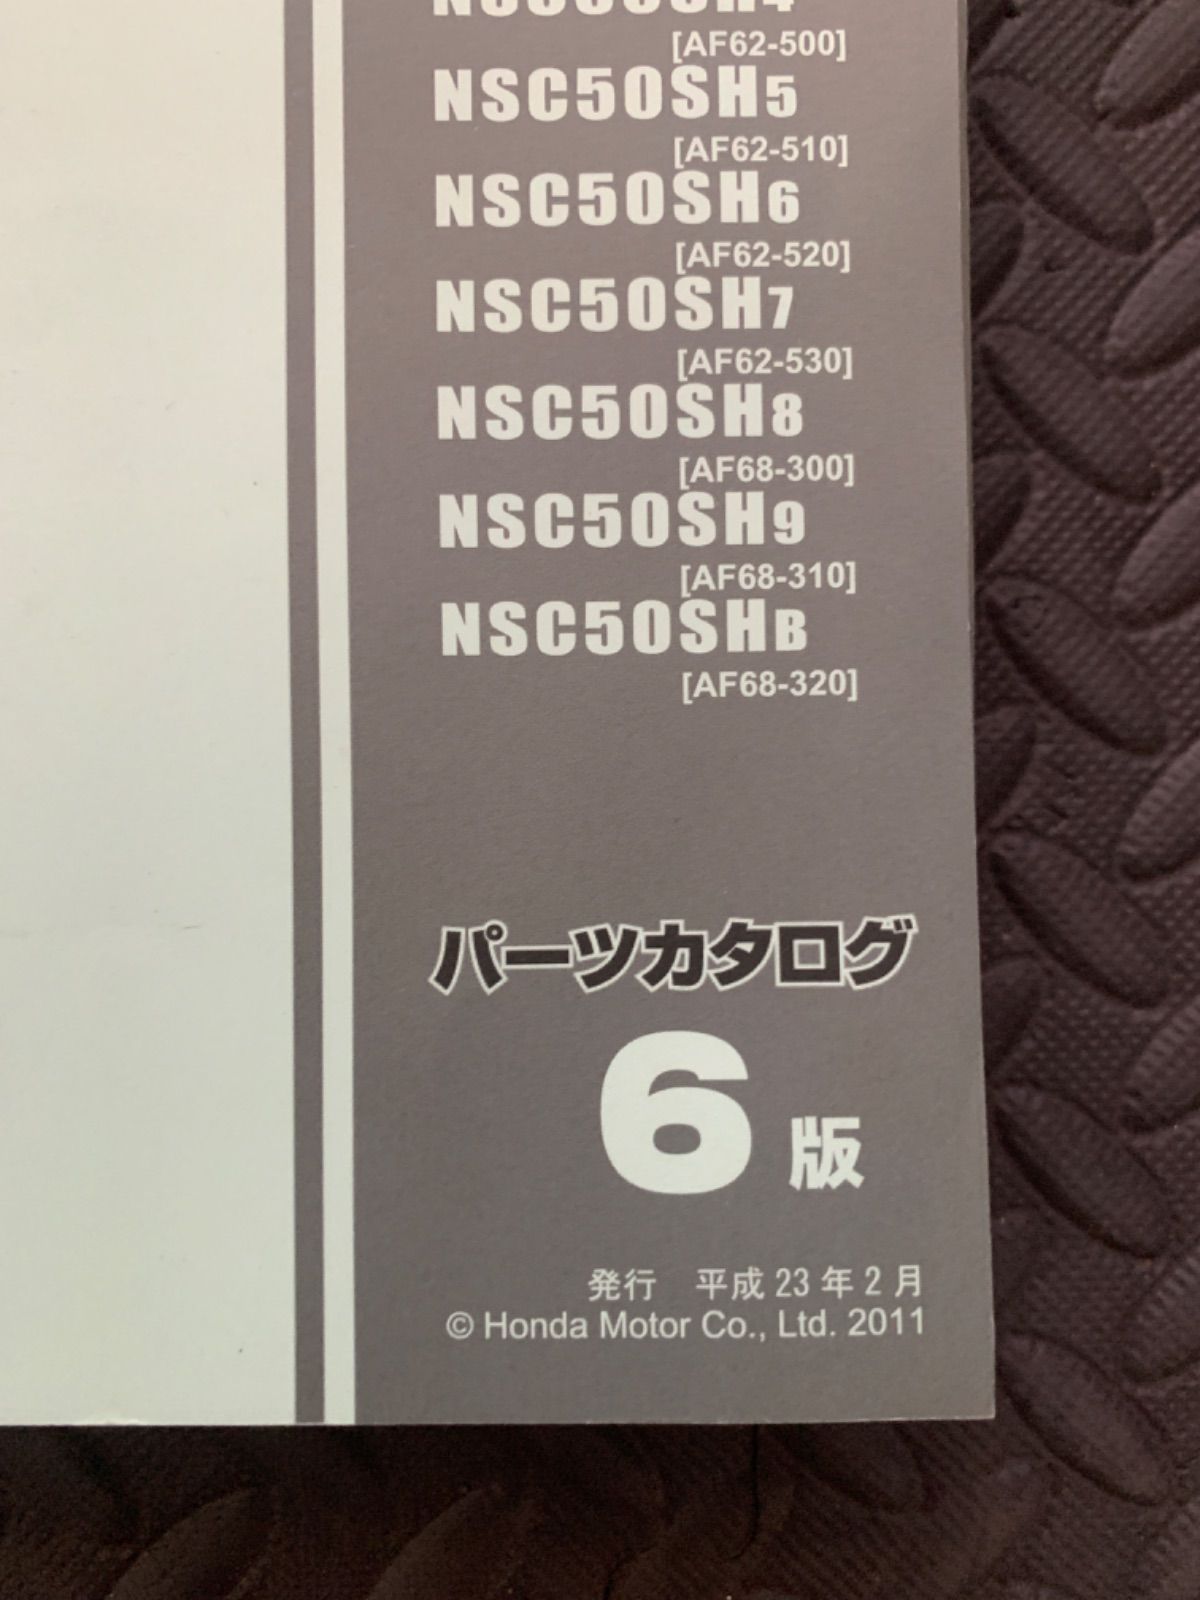 [AF62-500]
NSC50SH5
[AF62-510]
NSC50SH6
[AF62-520]
NSC50SH7
[AF62-530]
NSC50SH8
[AF68-300]
NSC50SH9
[AF68-310]
NSC50SHB
[AF68-320]
パーツカタログ
6 版
発行 平成 23 年 2 月
© Honda Motor Co., Ltd. 2011